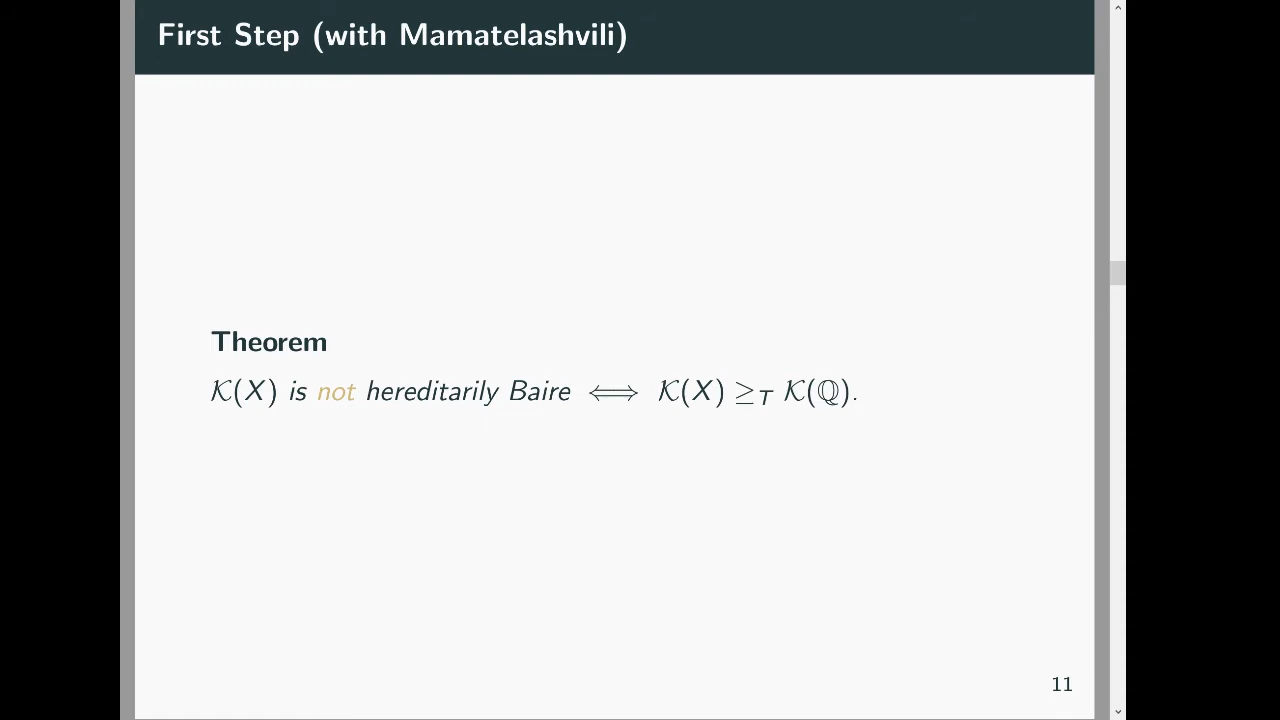 First Step (with Mamatelashvili)
Theorem
𝒦(X) is not hereditarily Baire ⟺ 𝒦(X) ≥_T 𝒦(ℚ).
11